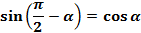 sin(π/2 − α) = cos α